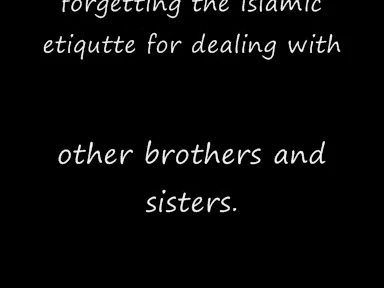 forgetting the islamic
etiqutte for dealing with
other brothers and
sisters.